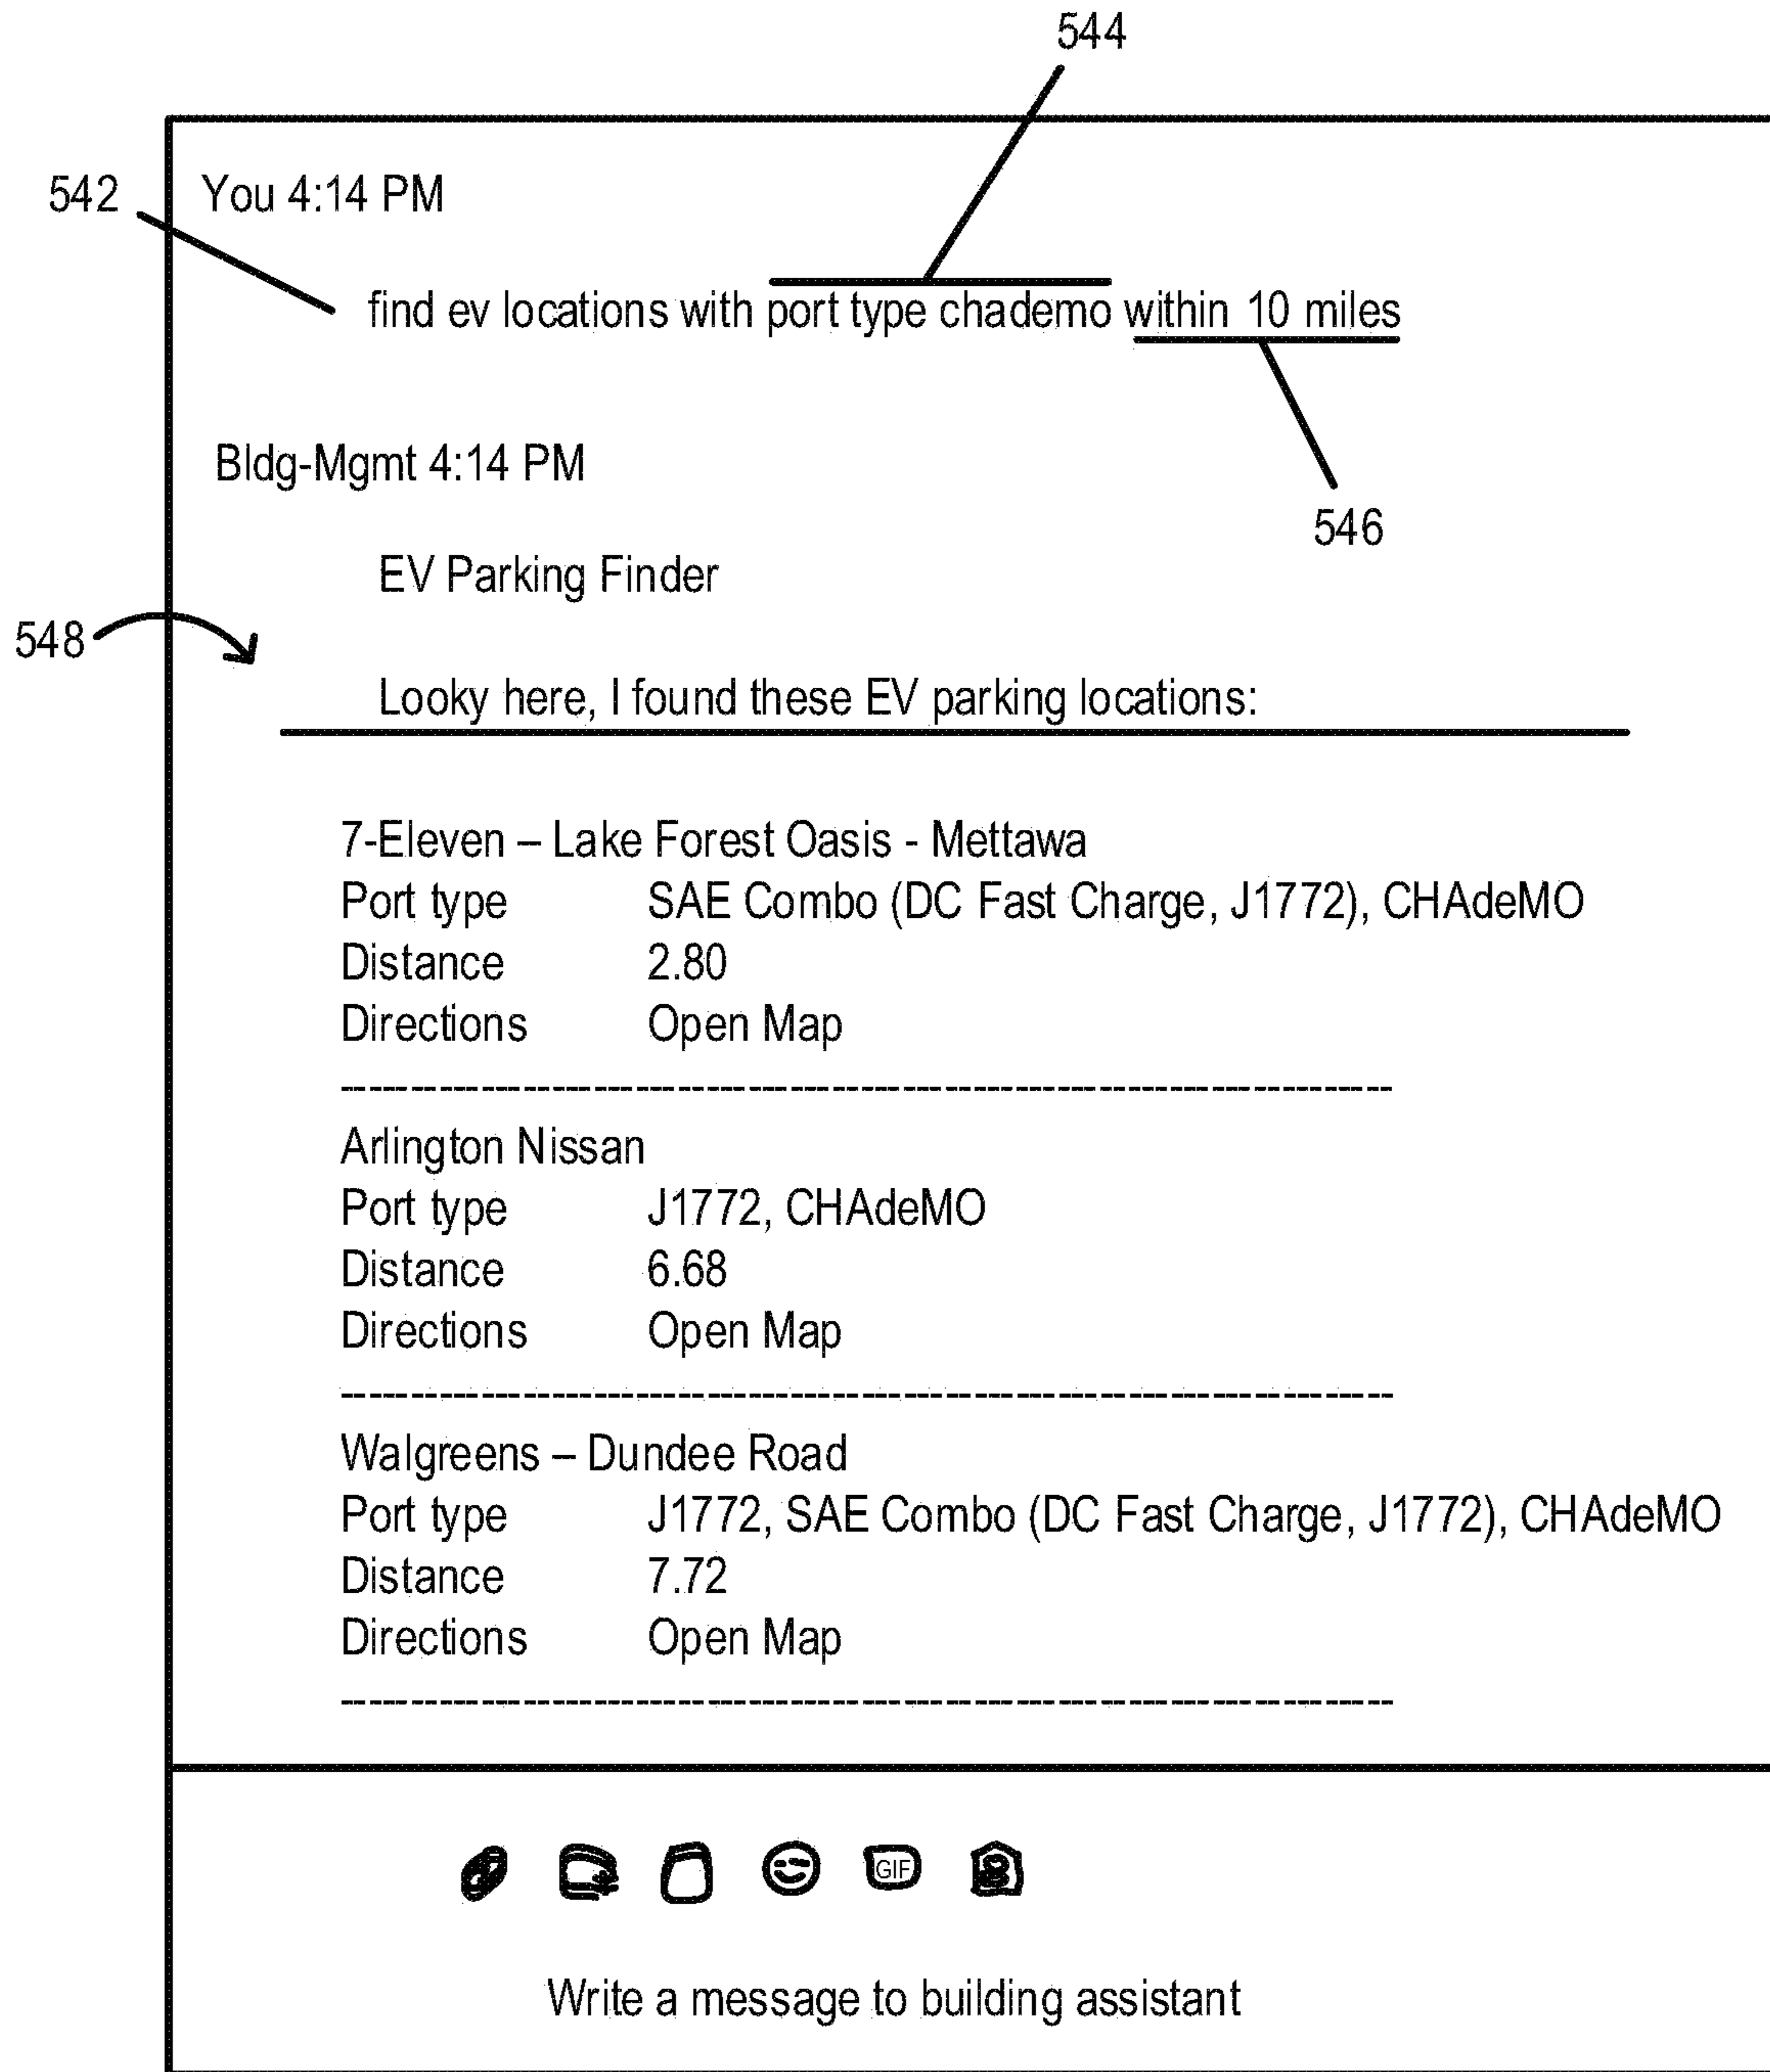 544
542
You 4:14 PM
find ev locations with port type chademo within 10 miles
Bldg-Mgmt 4:14 PM
546
EV Parking Finder
548
Looky here, I found these EV parking locations:
7-Eleven – Lake Forest Oasis - Mettawa
Port type SAE Combo (DC Fast Charge, J1772), CHAdeMO
Distance 2.80
Directions Open Map
Arlington Nissan
Port type J1772, CHAdeMO
Distance 6.68
Directions Open Map
Walgreens – Dundee Road
Port type J1772, SAE Combo (DC Fast Charge, J1772), CHAdeMO
Distance 7.72
Directions Open Map
GIF
Write a message to building assistant